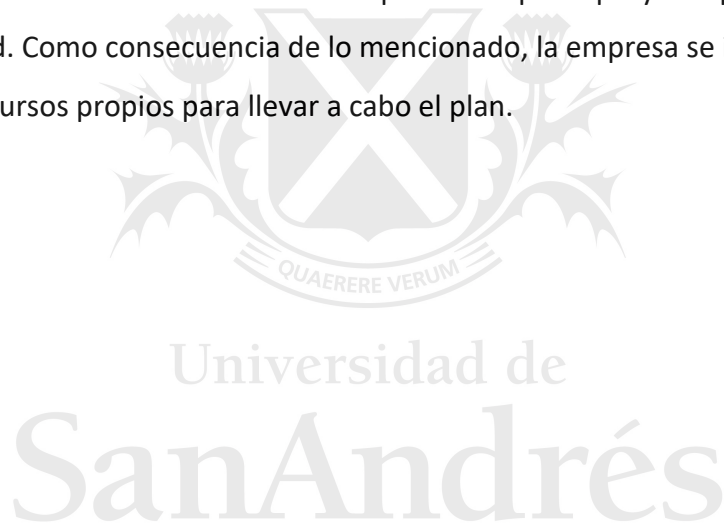 d. Como consecuencia de lo mencionado, la empresa se
ursos propios para llevar a cabo el plan.
QUAERERE VERUM
Universidad de
SanAndrés